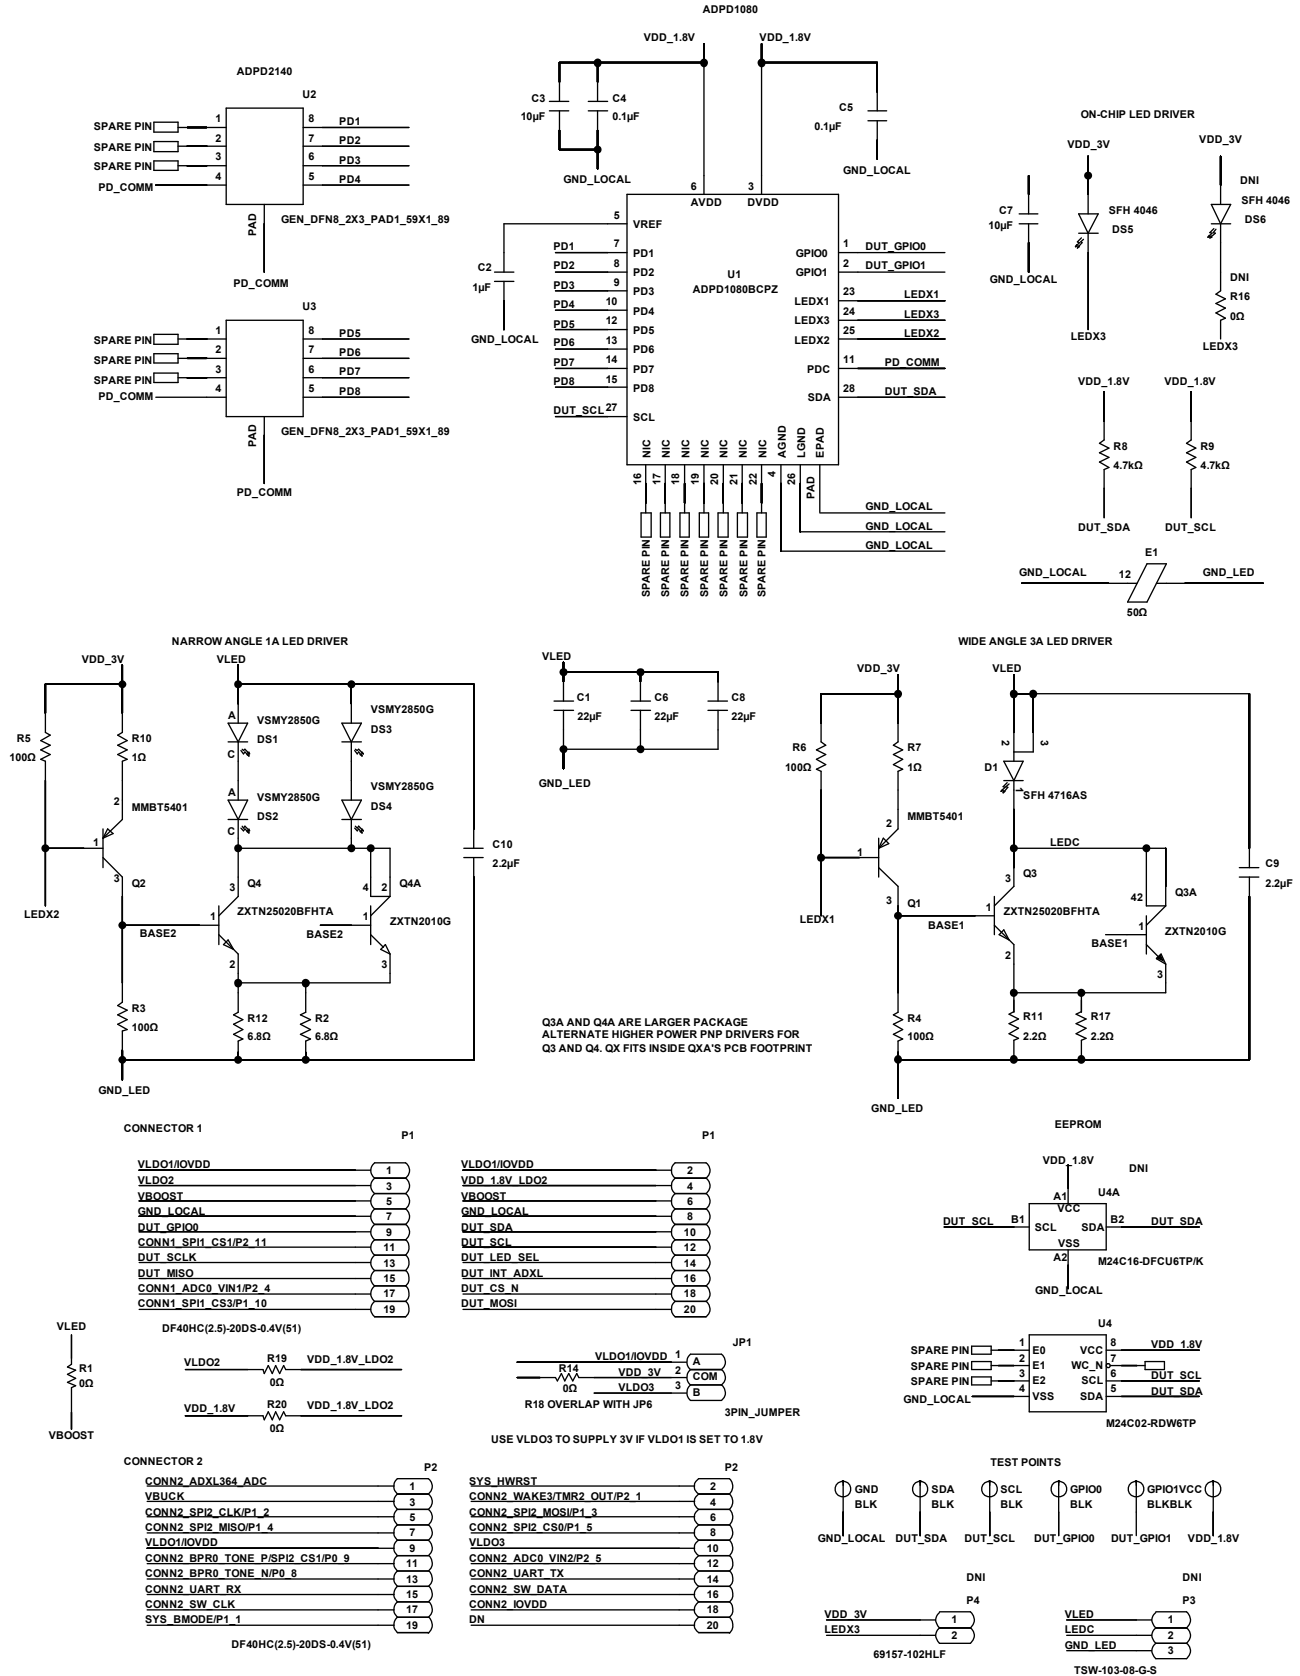 ADPD1080
VDD_1.8V
VDD_1.8V
ADPD2140
U2
C3
10µF
C4
0.1µF
C5
0.1µF
GND_LOCAL
GND_LOCAL
SPARE PIN 1
SPARE PIN 2
SPARE PIN 3
PD_COMM 4
8 PD1
7 PD2
6 PD3
5 PD4
PAD
GEN_DFN8_2X3_PAD1_59X1_89
PD_COMM
U3
SPARE PIN 1
SPARE PIN 2
SPARE PIN 3
PD_COMM 4
8 PD5
7 PD6
6 PD7
5 PD8
PAD
GEN_DFN8_2X3_PAD1_59X1_89
PD_COMM
C2
1µF
GND_LOCAL
6
AVDD
3
DVDD
5 VREF
PD1 7 PD1
PD2 8 PD2
PD3 9 PD3
PD4 10 PD4
PD5 12 PD5
PD6 13 PD6
PD7 14 PD7
PD8 15 PD8
DUT_SCL 27 SCL
U1
ADPD1080BCPZ
GPIO0 1 DUT_GPIO0
GPIO1 2 DUT_GPIO1
LEDX1 23 LEDX1
LEDX3 24 LEDX3
LEDX2 25 LEDX2
PDC 11 PD_COMM
SDA 28 DUT_SDA
NIC NIC NIC NIC NIC NIC NIC AGND LGND EPAD
16 17 18 19 20 21 22 4 26 PAD
SPARE PIN SPARE PIN SPARE PIN SPARE PIN SPARE PIN SPARE PIN SPARE PIN
GND_LOCAL
GND_LOCAL
GND_LOCAL
ON-CHIP LED DRIVER
VDD_3V
VDD_3V
DNI
SFH 4046
DS5
SFH 4046
DS6
C7
10µF
GND_LOCAL
DNI
R16
0Ω
LEDX3
LEDX3
VDD_1.8V
VDD_1.8V
R8
4.7kΩ
R9
4.7kΩ
DUT_SDA
DUT_SCL
E1
GND_LOCAL 12
GND_LED
50Ω
NARROW ANGLE 1A LED DRIVER
VDD_3V
VLED
R5
100Ω
R10
1Ω
A
C
VSMY2850G
DS1
VSMY2850G
DS3
A
C
VSMY2850G
DS2
VSMY2850G
DS4
2
MMBT5401
1
3
Q2
LEDX2
C10
2.2µF
3
Q4
4 2
Q4A
1
ZXTN25020BFHTA
BASE2
2
1
BASE2
ZXTN2010G
3
R3
100Ω
R12
6.8Ω
R2
6.8Ω
GND_LED
VLED
C1
22µF
C6
22µF
C8
22µF
GND_LED
Q3A AND Q4A ARE LARGER PACKAGE
ALTERNATE HIGHER POWER PNP DRIVERS FOR
Q3 AND Q4. QX FITS INSIDE QXA'S PCB FOOTPRINT
WIDE ANGLE 3A LED DRIVER
VDD_3V
VLED
R6
100Ω
R7
1Ω
2 3
D1
1
SFH 4716AS
2
MMBT5401
1
3
Q1
LEDX1
LEDC
C9
2.2µF
3
Q3
Q3A
42
1
ZXTN25020BFHTA
BASE1
2
1
BASE1
ZXTN2010G
3
R4
100Ω
R11
2.2Ω
R17
2.2Ω
GND_LED
CONNECTOR 1
P1
VLDO1/IOVDD 1
VLDO2 3
VBOOST 5
GND_LOCAL 7
DUT_GPIO0 9
CONN1_SPI1_CS1/P2_11 11
DUT_SCLK 13
DUT_MISO 15
CONN1_ADC0_VIN1/P2_4 17
CONN1_SPI1_CS3/P1_10 19
DF40HC(2.5)-20DS-0.4V(51)
P1
VLDO1/IOVDD 2
VDD_1.8V_LDO2 4
VBOOST 6
GND_LOCAL 8
DUT_SDA 10
DUT_SCL 12
DUT_LED_SEL 14
DUT_INT_ADXL 16
DUT_CS_N 18
DUT_MOSI 20
EEPROM
VDD_1.8V
DNI
A1
U4A
VCC
DUT_SCL B1 SCL
SDA B2 DUT_SDA
VSS
A2
M24C16-DFCU6TP/K
GND_LOCAL
VLED
R1
0Ω
VBOOST
VLDO2 R19 VDD_1.8V_LDO2
0Ω
VDD_1.8V R20 VDD_1.8V_LDO2
0Ω
JP1
VLDO1/IOVDD 1 A
R14 VDD_3V 2 COM
0Ω VLDO3 3 B
R18 OVERLAP WITH JP6
3PIN_JUMPER
USE VLDO3 TO SUPPLY 3V IF VLDO1 IS SET TO 1.8V
U4
SPARE PIN 1 E0
SPARE PIN 2 E1
SPARE PIN 3 E2
GND_LOCAL 4 VSS
VCC 8 VDD_1.8V
WC_N 7
SCL 6 DUT_SCL
SDA 5 DUT_SDA
M24C02-RDW6TP
CONNECTOR 2
P2
CONN2_ADXL364_ADC 1
VBUCK 3
CONN2_SPI2_CLK/P1_2 5
CONN2_SPI2_MISO/P1_4 7
VLDO1/IOVDD 9
CONN2_BPR0_TONE_P/SPI2_CS1/P0_9 11
CONN2_BPR0_TONE_N/P0_8 13
CONN2_UART_RX 15
CONN2_SW_CLK 17
SYS_BMODE/P1_1 19
DF40HC(2.5)-20DS-0.4V(51)
P2
SYS_HWRST 2
CONN2_WAKE3/TMR2_OUT/P2_1 4
CONN2_SPI2_MOSI/P1_3 6
CONN2_SPI2_CS0/P1_5 8
VLDO3 10
CONN2_ADC0_VIN2/P2_5 12
CONN2_UART_TX 14
CONN2_SW_DATA 16
CONN2_IOVDD 18
DN 20
TEST POINTS
GND SDA SCL GPIO0 GPIO1VCC
BLK BLK BLK BLK BLKBLK
GND_LOCAL DUT_SDA DUT_SCL DUT_GPIO0 DUT_GPIO1 VDD_1.8V
DNI
P4
VDD_3V 1
LEDX3 2
69157-102HLF
DNI
P3
VLED 1
LEDC 2
GND_LED 3
TSW-103-08-G-S